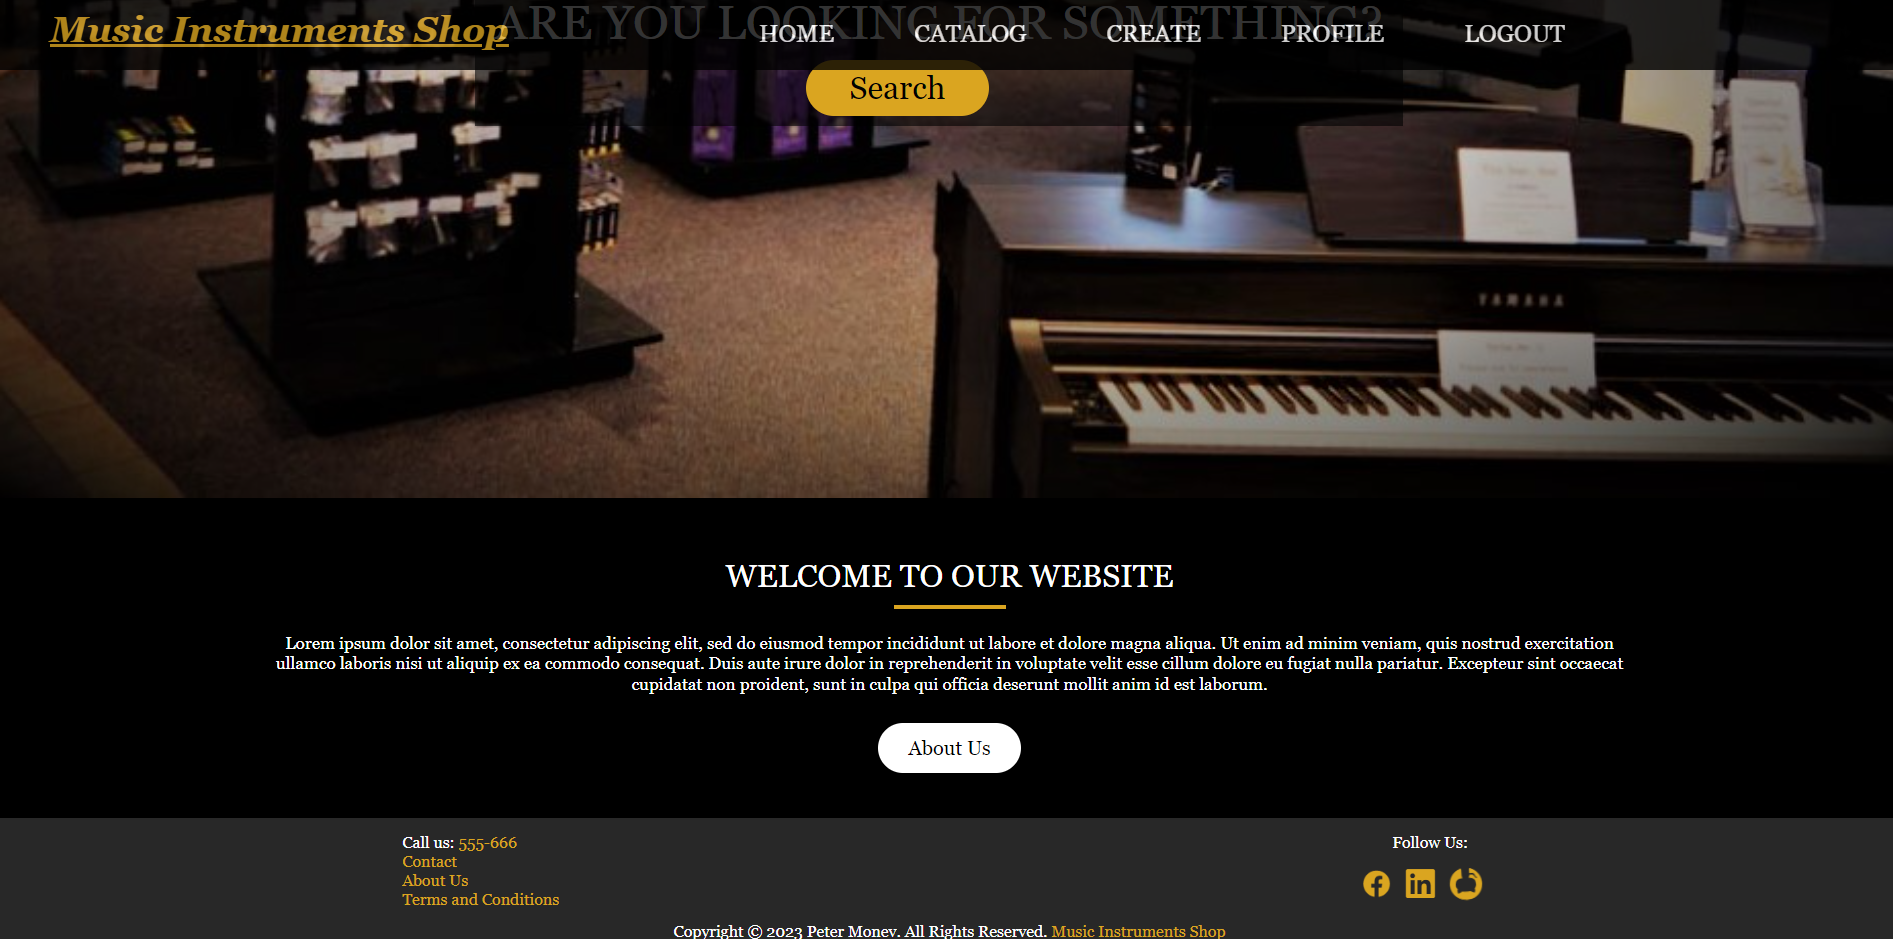 ARE YOU LOOKING FOR SOMETHING?
Music Instruments Shop HOME CATALOG CREATE PROFILE LOGOUT
Search
YAMAHA
WELCOME TO OUR WEBSITE
Lorem ipsum dolor sit amet, consectetur adipiscing elit, sed do eiusmod tempor incididunt ut labore et dolore magna aliqua. Ut enim ad minim veniam, quis nostrud exercitation
ullamco laboris nisi ut aliquip ex ea commodo consequat. Duis aute irure dolor in reprehenderit in voluptate velit esse cillum dolore eu fugiat nulla pariatur. Excepteur sint occaecat
cupidatat non proident, sunt in culpa qui officia deserunt mollit anim id est laborum.
About Us
Call us: 555-666
Contact
About Us
Terms and Conditions
Follow Us:
Copyright © 2023 Peter Monev. All Rights Reserved. Music Instruments Shop